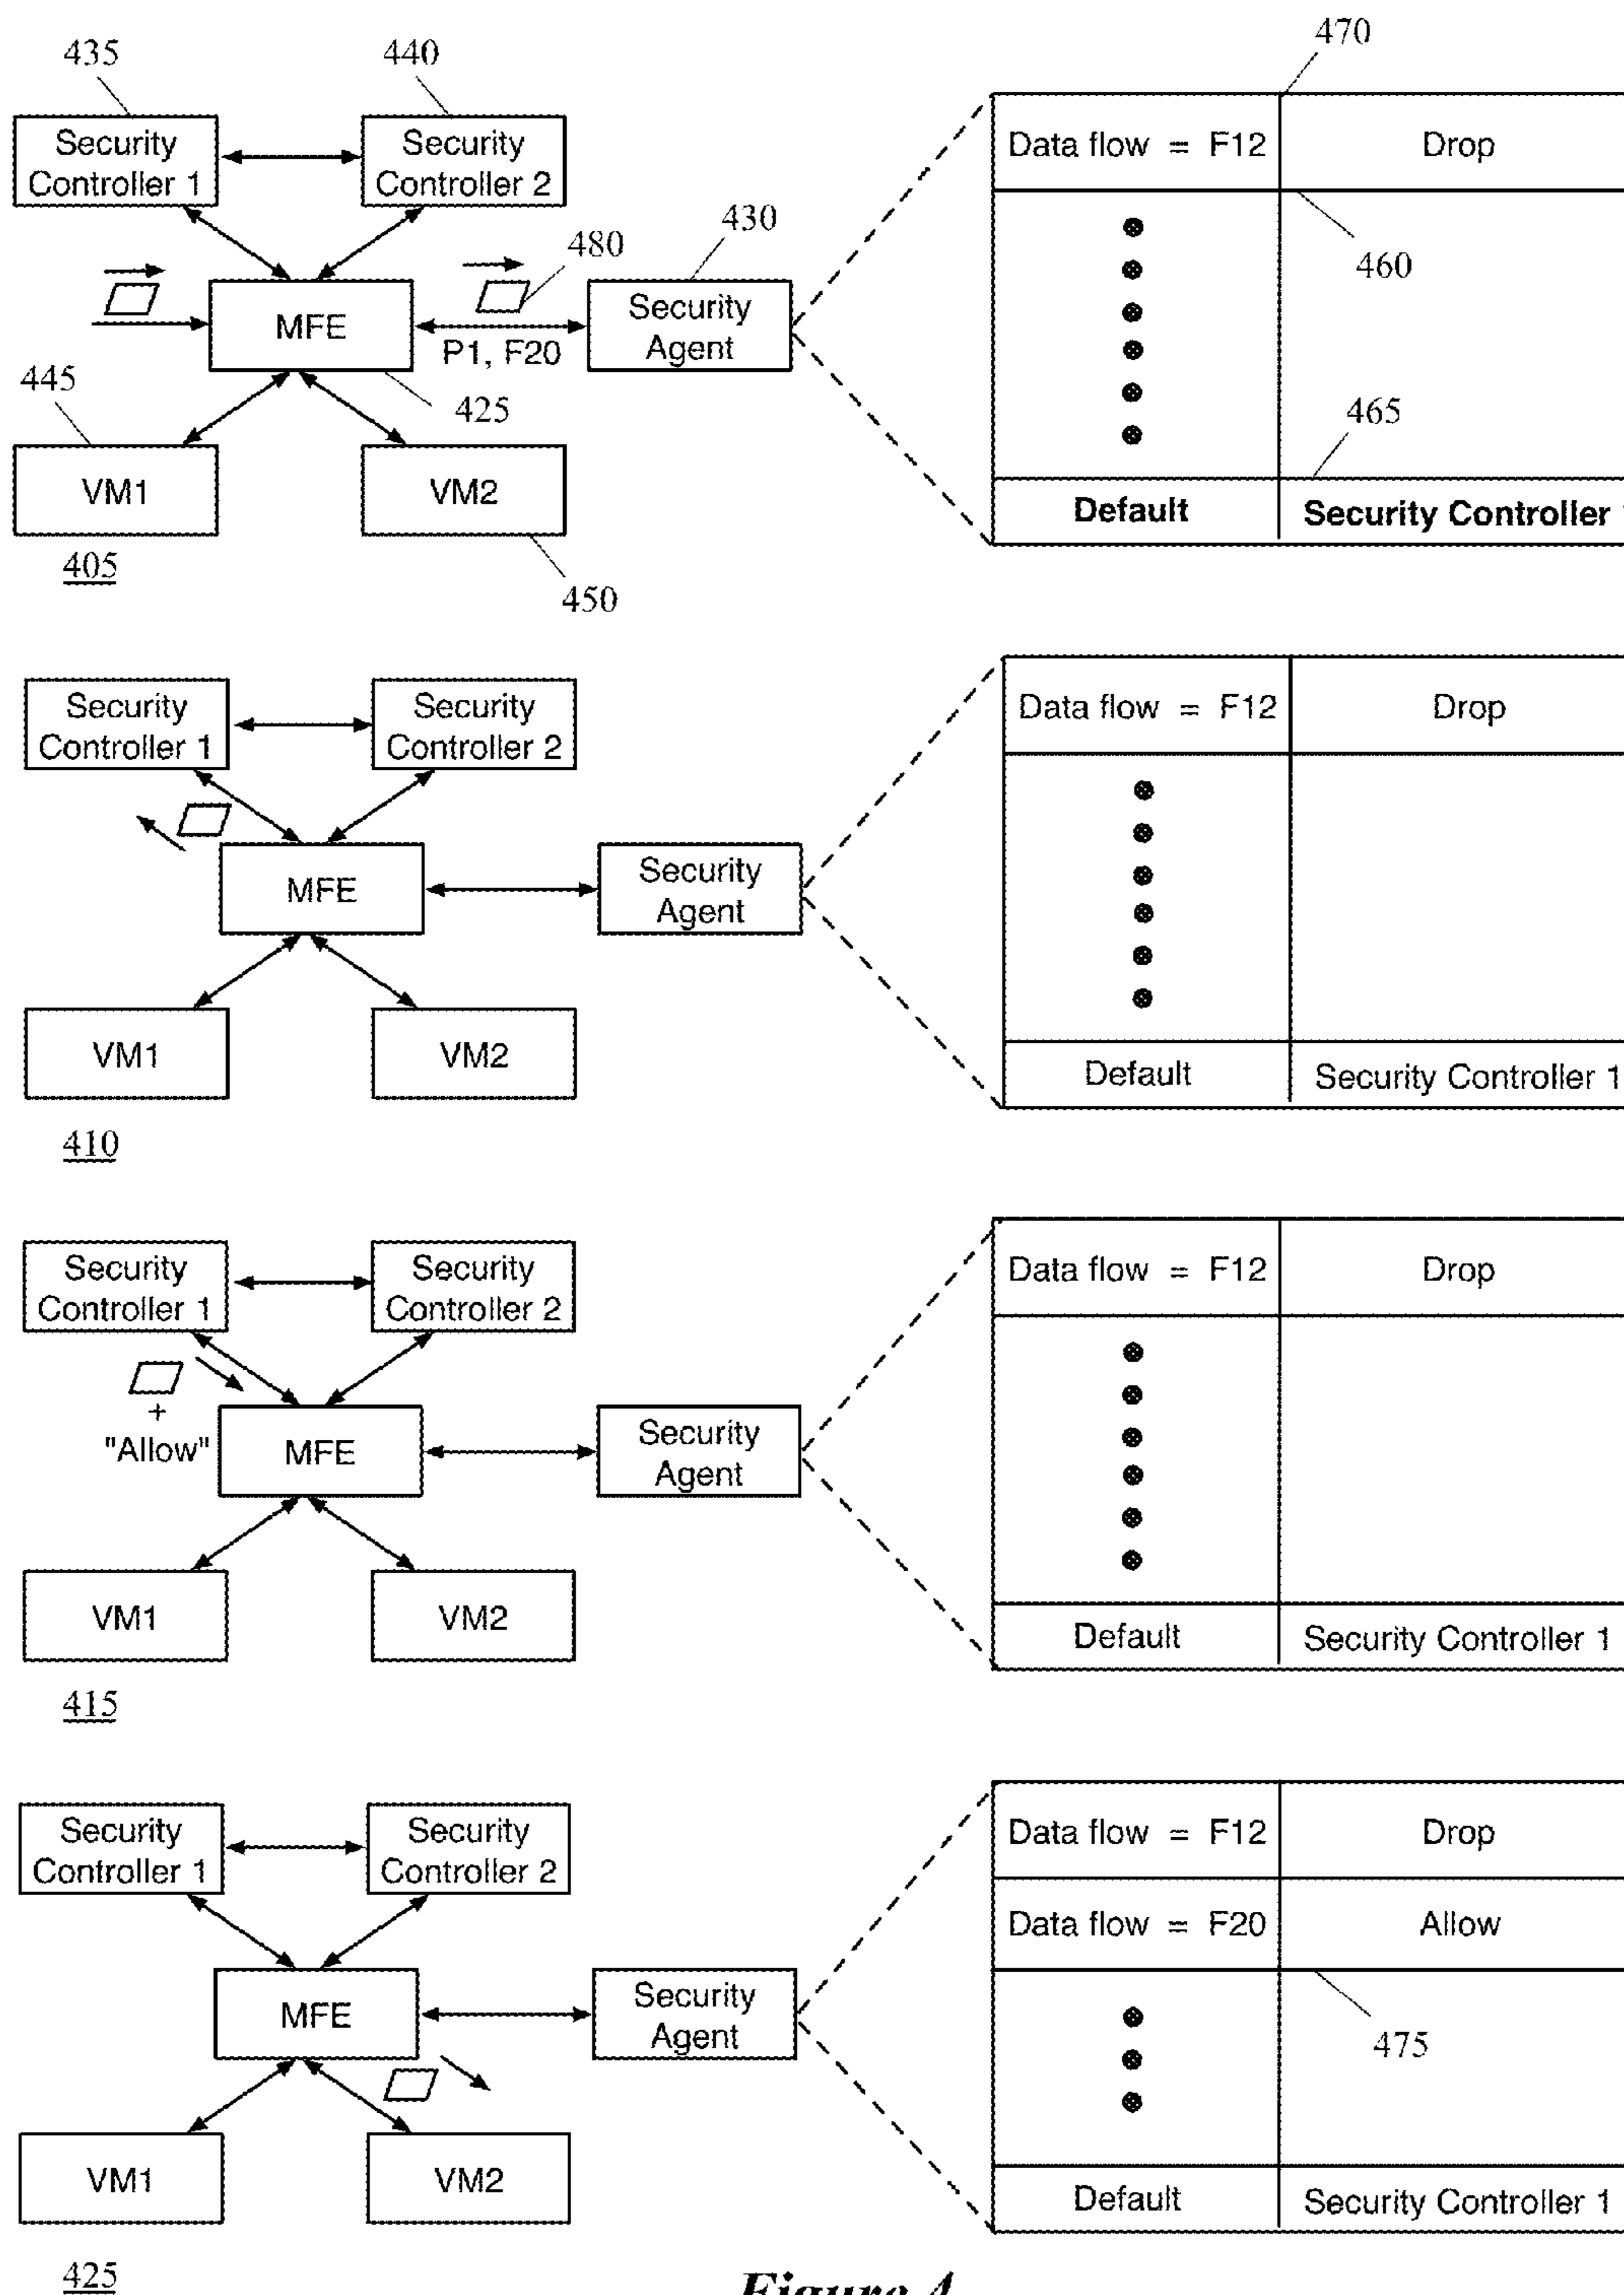 435
440
470
Security
Controller 1
Security
Controller 2
Data flow = F12
Drop
480
430
460
MFE
P1, F20
Security
Agent
445
425
465
VM1
VM2
Default
Security Controller
405
450
Security
Controller 1
Security
Controller 2
Data flow = F12
Drop
MFE
Security
Agent
VM1
VM2
Default
Security Controller 1
410
Security
Controller 1
Security
Controller 2
Data flow = F12
Drop
+
"Allow"
MFE
Security
Agent
VM1
VM2
Default
Security Controller 1
415
Security
Controller 1
Security
Controller 2
Data flow = F12
Drop
Data flow = F20
Allow
MFE
Security
Agent
475
VM1
VM2
Default
Security Controller 1
425
Figure 4